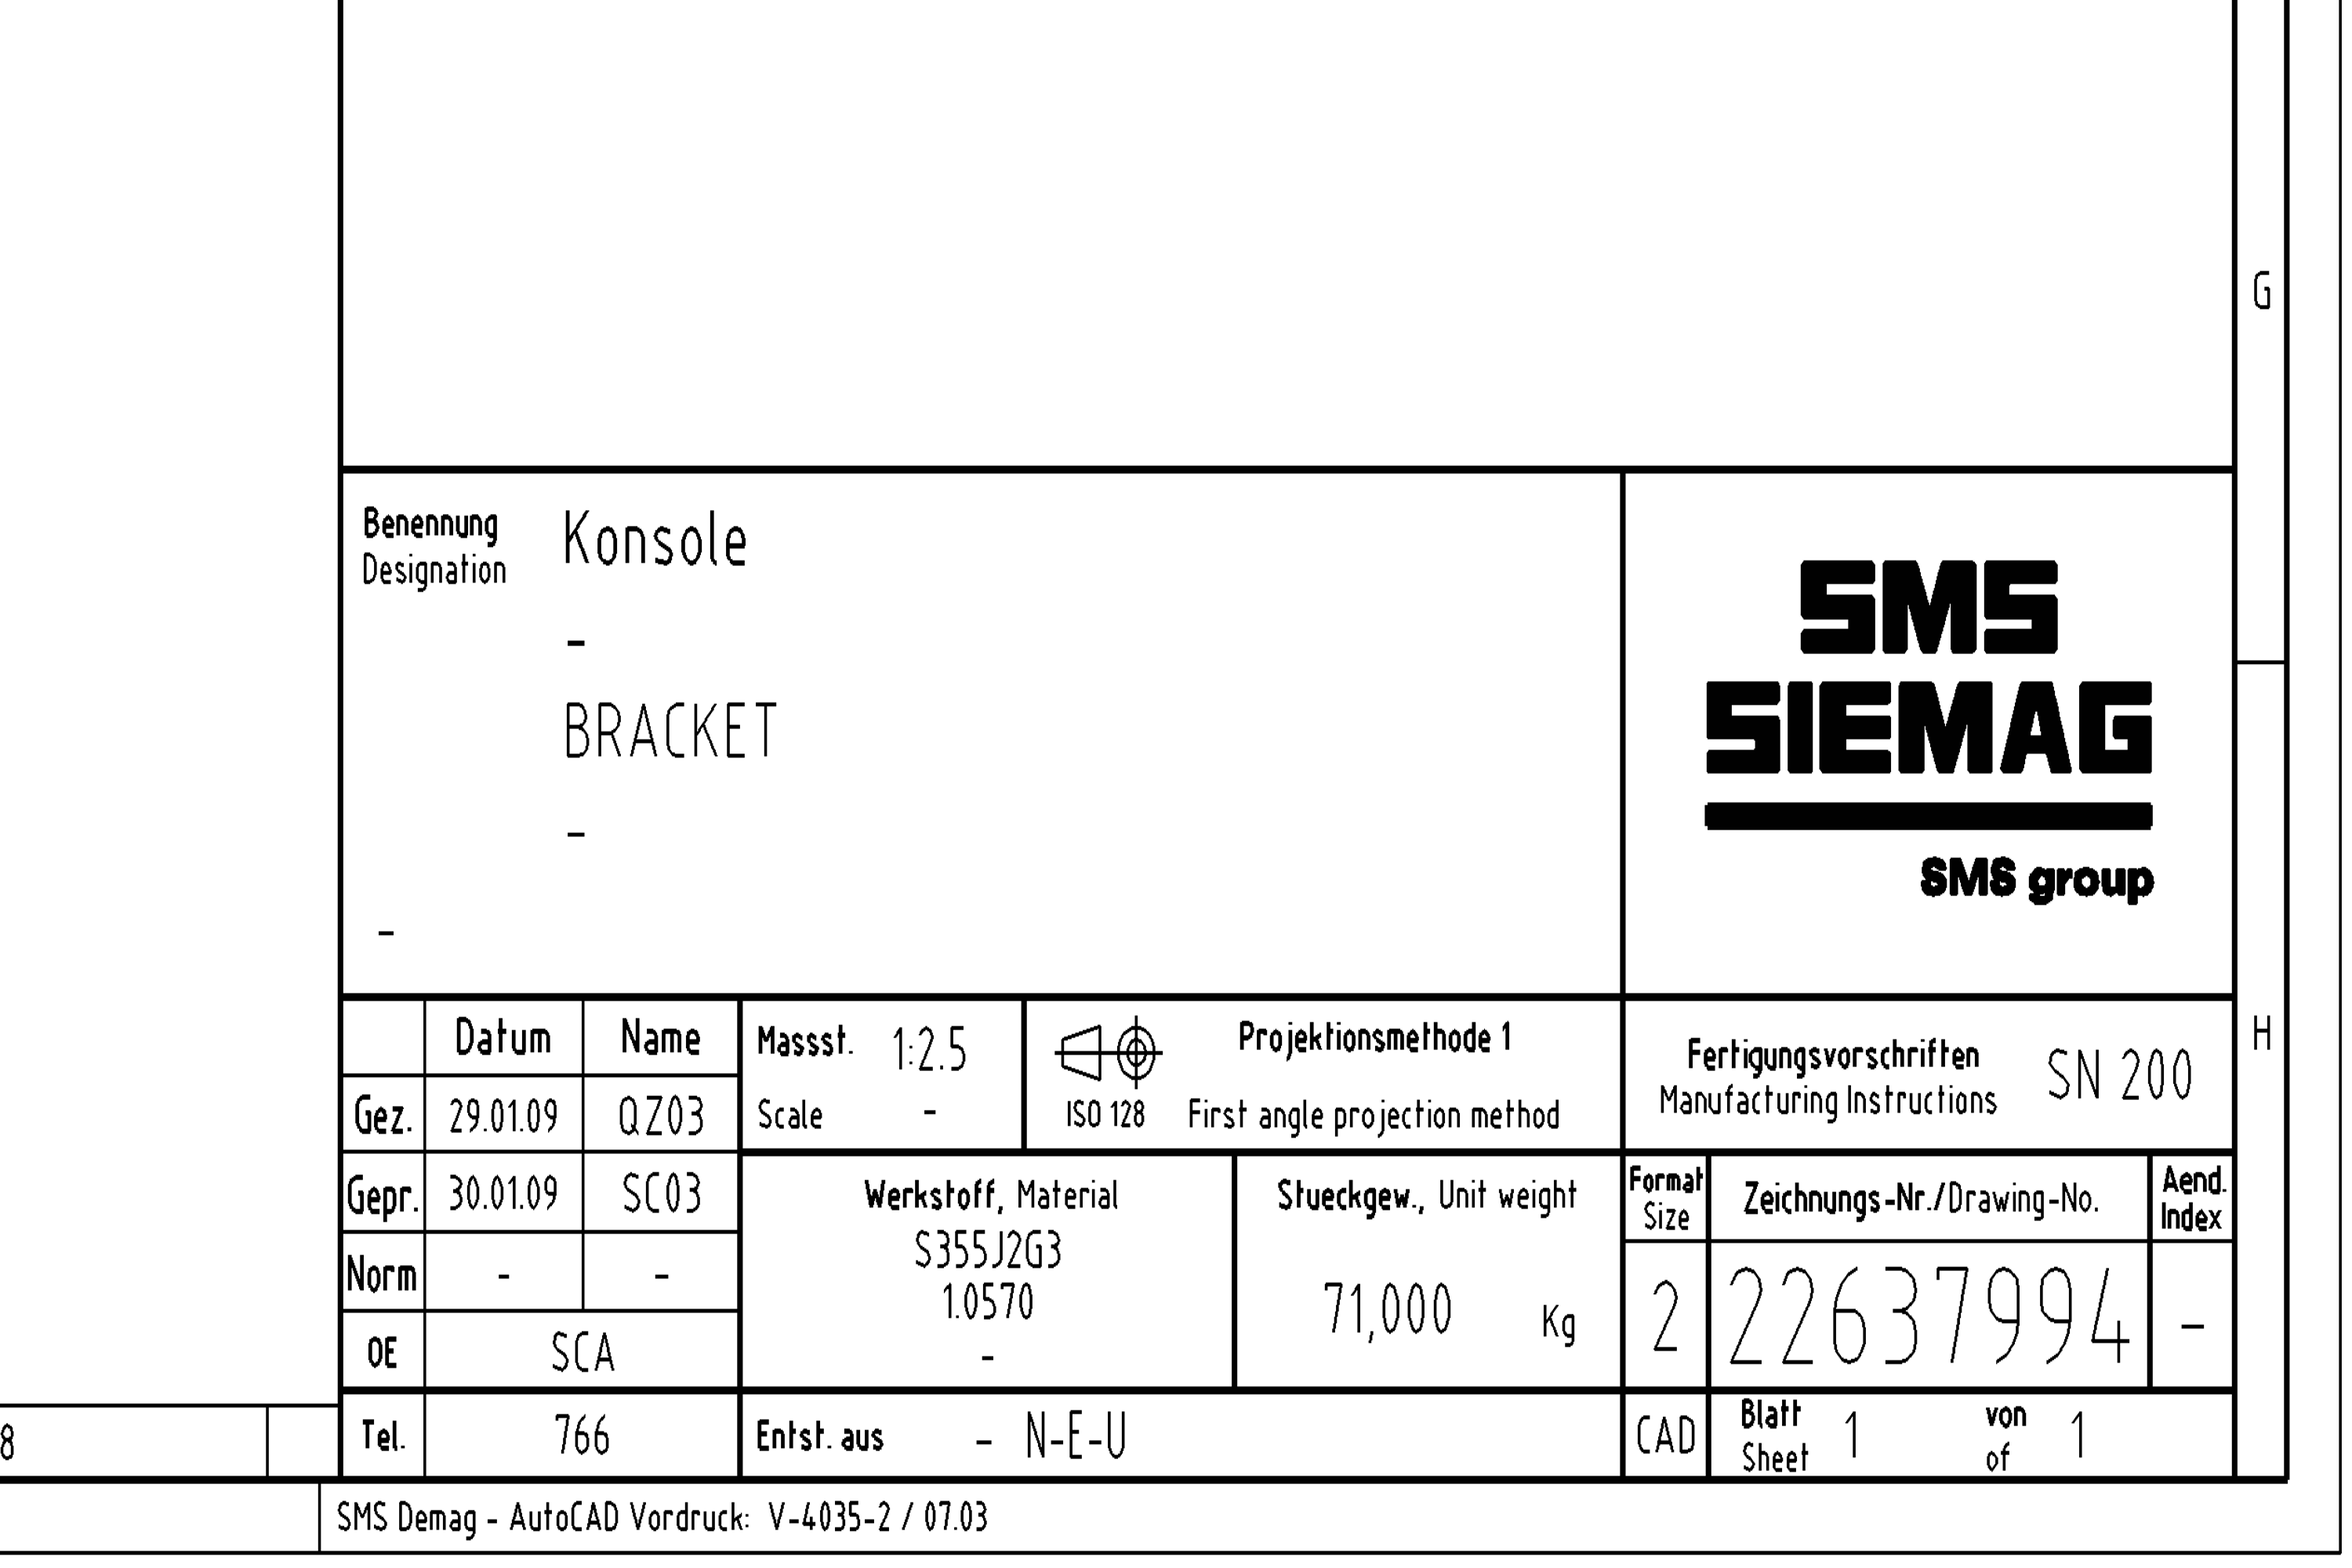 G
Benennung Konsole
Designation
-
BRACKET
-
-
SMS
SIEMAG
SMS group
H
Datum Name
Gez. 29.01.09 QZ03
Gepr. 30.01.09 SC03
Norm - -
OE SCA
Tel. 766
Massst. 1:2.5
Scale -
Projektionsmethode 1
ISO 128 First angle projection method
Fertigungsvorschriften SN 200
Manufacturing Instructions
Werkstoff, Material
S355J2G3
1.0570
-
Stueckgew., Unit weight
71,000 Kg
Format
Size
2
Zeichnungs-Nr./Drawing-No.
22637994
Aend.
Index
-
Entst. aus - N-E-U
CAD
Blatt 1 von 1
Sheet of
8
SMS Demag - AutoCAD Vordruck: V-4035-2 / 07.03